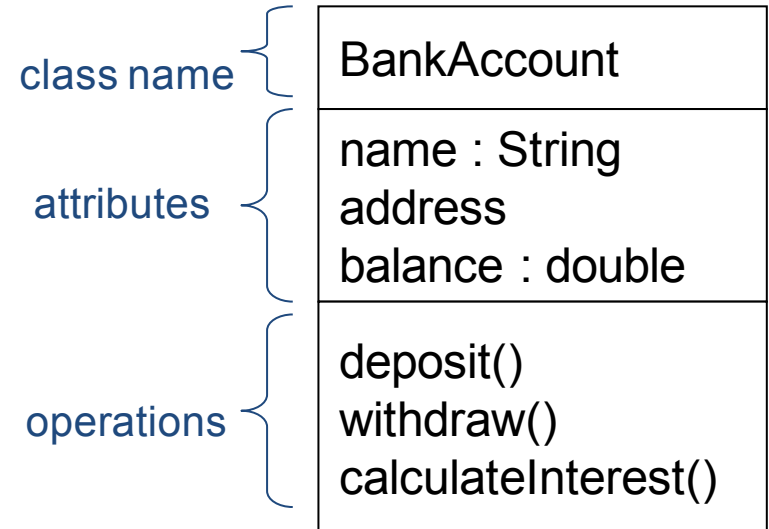 class name
BankAccount
attributes
name : String
address
balance : double
operations
deposit()
withdraw()
calculateInterest()